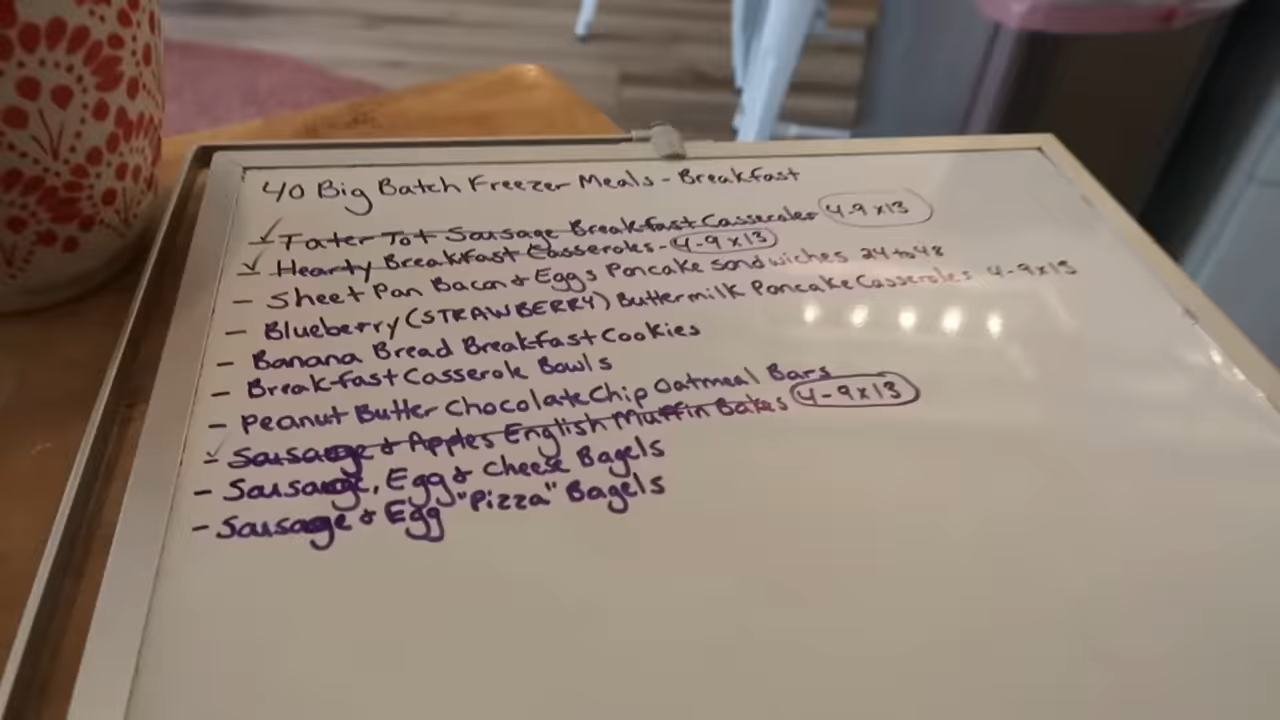 40 Big Batch Freezer Meals - Breakfast
- Tater Tot Sausage Breakfast Casseroles 4-9x13
- Hearty Breakfast Casseroles - 4-9x13
- Sheet Pan Bacon & Eggs Pancake Sandwiches 24 to 48
- Blueberry (STRAWBERRY) Buttermilk Pancake Casseroles 4-9x13
- Banana Bread Breakfast Cookies
- Breakfast Casserole Bowls
- Peanut Butter Chocolate Chip Oatmeal Bars
- Sausage & Apples English Muffin Bakes 4-9x13
- Sausage, Egg & Cheese Bagels
- Sausage & Egg "Pizza" Bagels